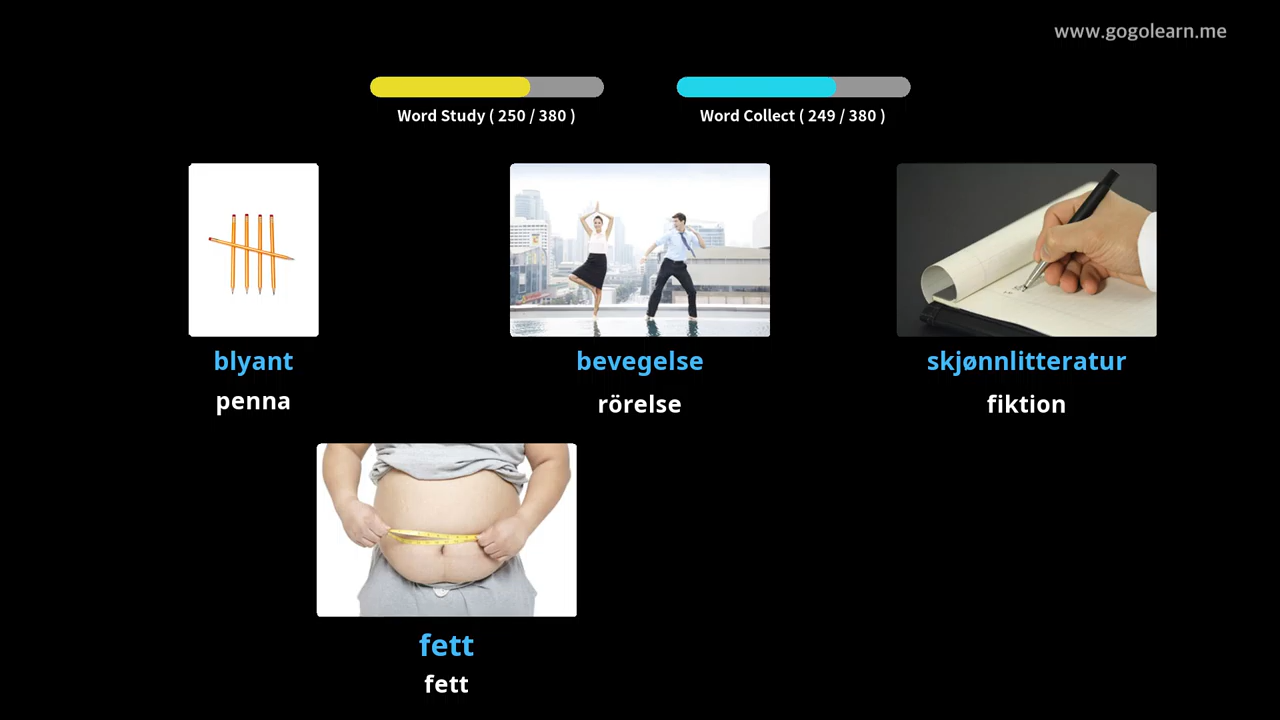 www.gogolearn.me
Word Study ( 250 / 380 )
Word Collect ( 249 / 380 )
blyant
penna
bevegelse
rörelse
skjønnlitteratur
fiktion
fett
fett